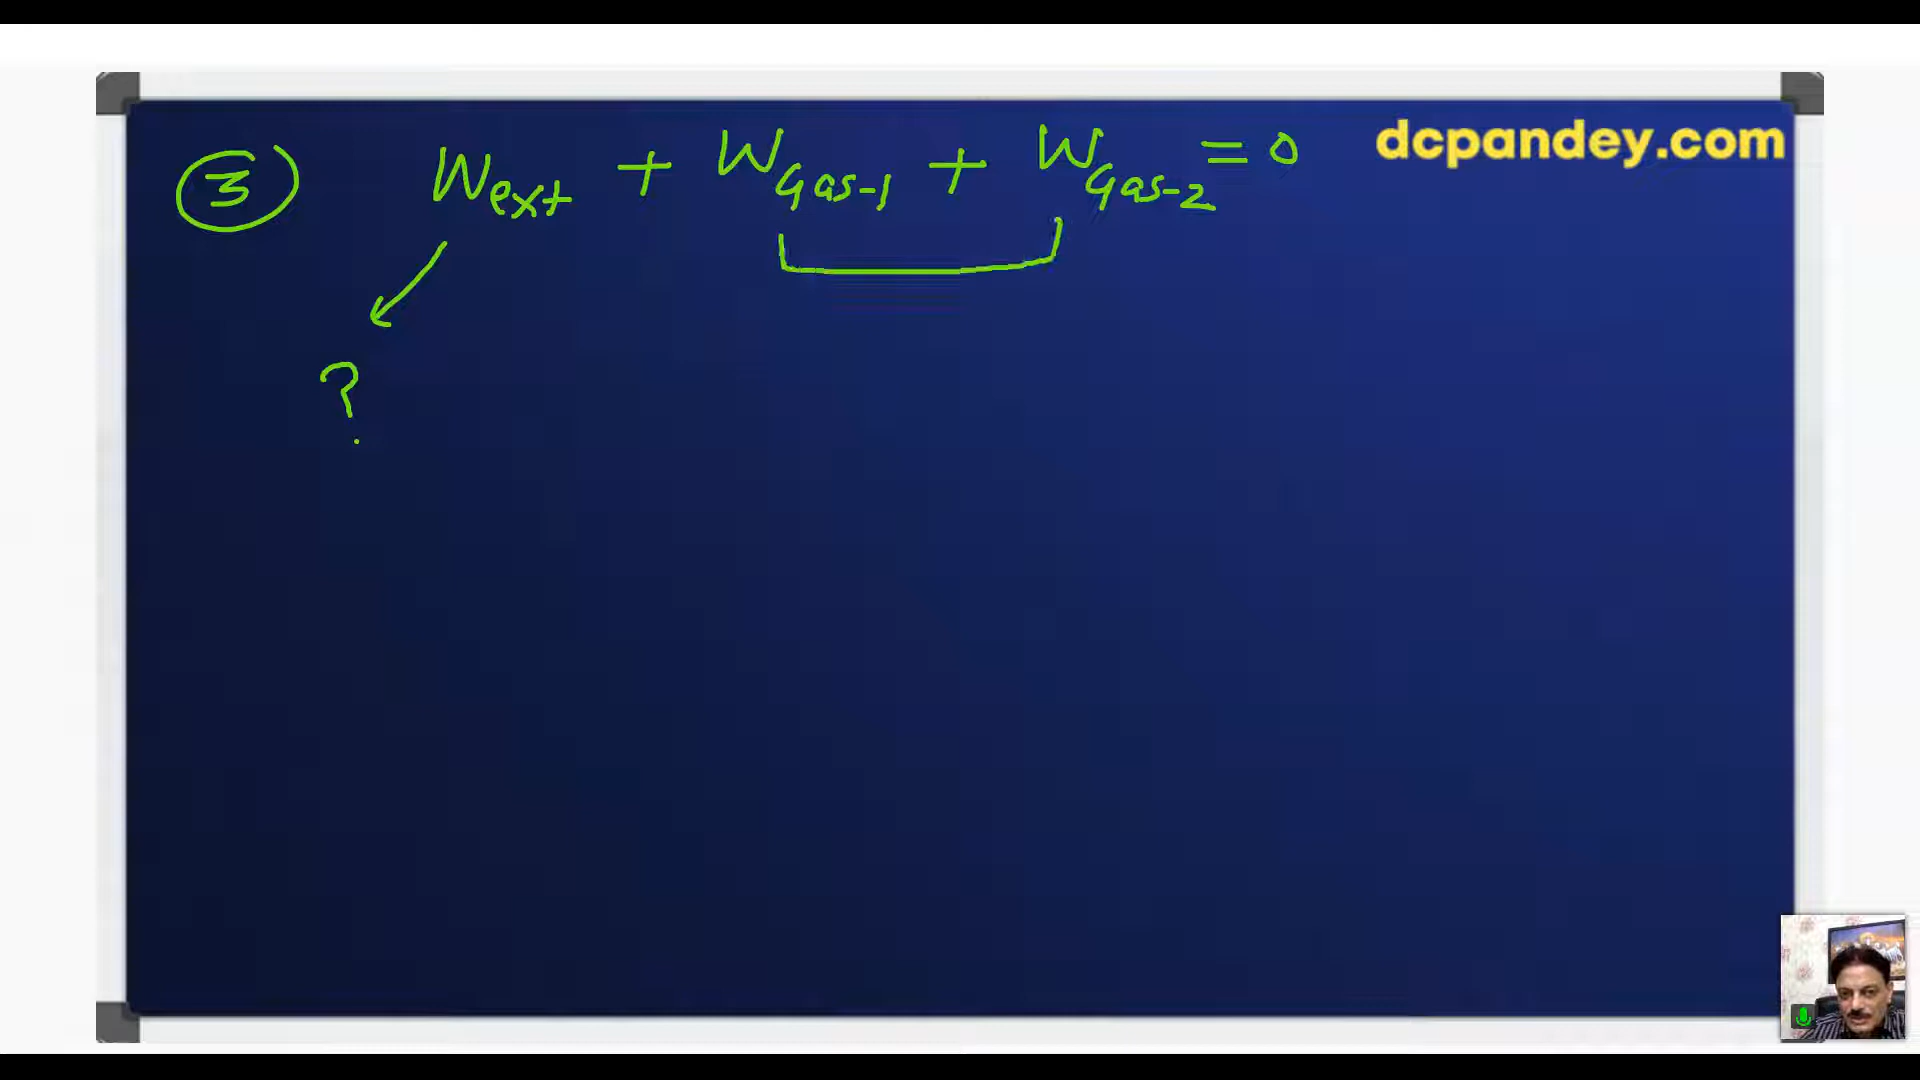 ③ W_ext + W_Gas-1 + W_Gas-2 = 0
dcpandey.com
?